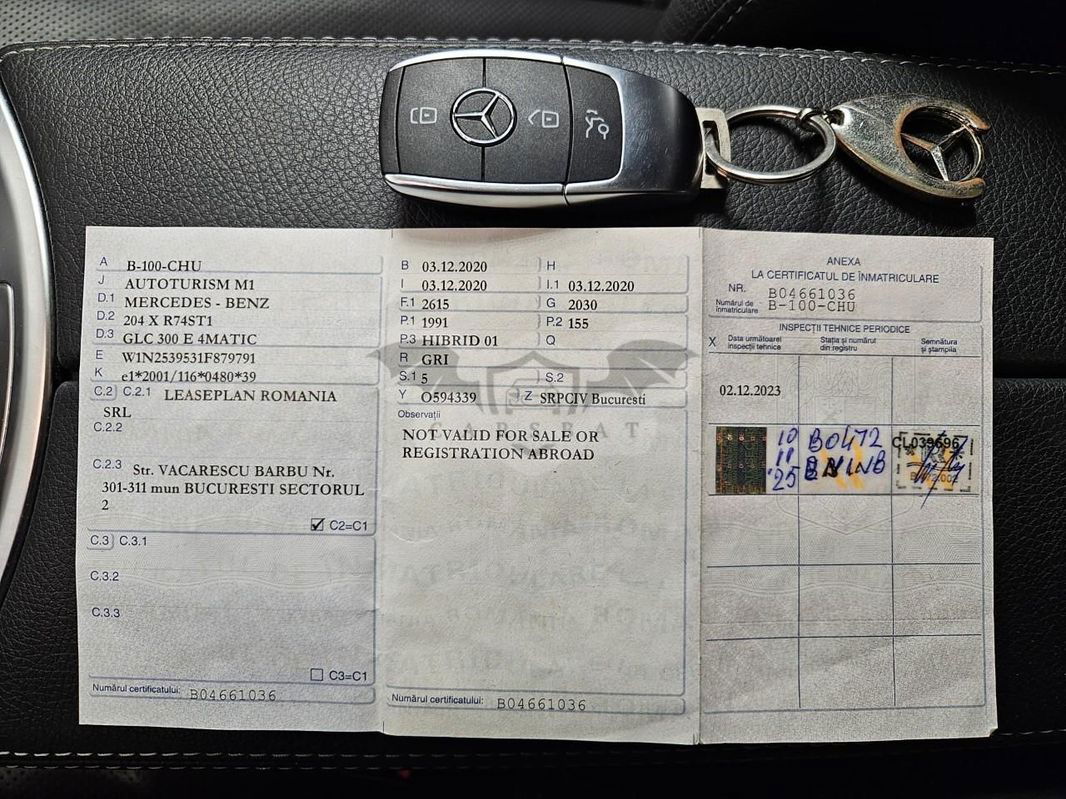 A B-100-CHU
J AUTOTURISM M1
D.1 MERCEDES - BENZ
D.2 204 X R74ST1
D.3 GLC 300 E 4MATIC
E W1N2539531F879791
K e1*2001/116*0480*39
C.2 C.2.1 LEASEPLAN ROMANIA
SRL
C.2.2
C.2.3 Str. VACARESCU BARBU Nr.
301-311 mun BUCURESTI SECTORUL
2
C2=C1
C.3 C.3.1
C.3.2
C.3.3
C3=C1
Numărul certificatului: B04661036
B 03.12.2020 H
I 03.12.2020 I.1 03.12.2020
F.1 2615 G 2030
P.1 1991 P.2 155
P.3 HIBRID 01 Q
R GRI
S.1 5 S.2
Y O594339 Z SRPCIV Bucuresti
Observații
NOT VALID FOR SALE OR
REGISTRATION ABROAD
CARSBAT
Numărul certificatului: B04661036
ANEXA
LA CERTIFICATUL DE ÎNMATRICULARE
NR. B04661036
Numărul de înmatriculare B-100-CHU
INSPECȚII TEHNICE PERIODICE
X Data următoarei inspecții tehnice
Stația și numărul din registru
Semnătura și ștampila
02.12.2023
10 11 '25
B0472
CL039696